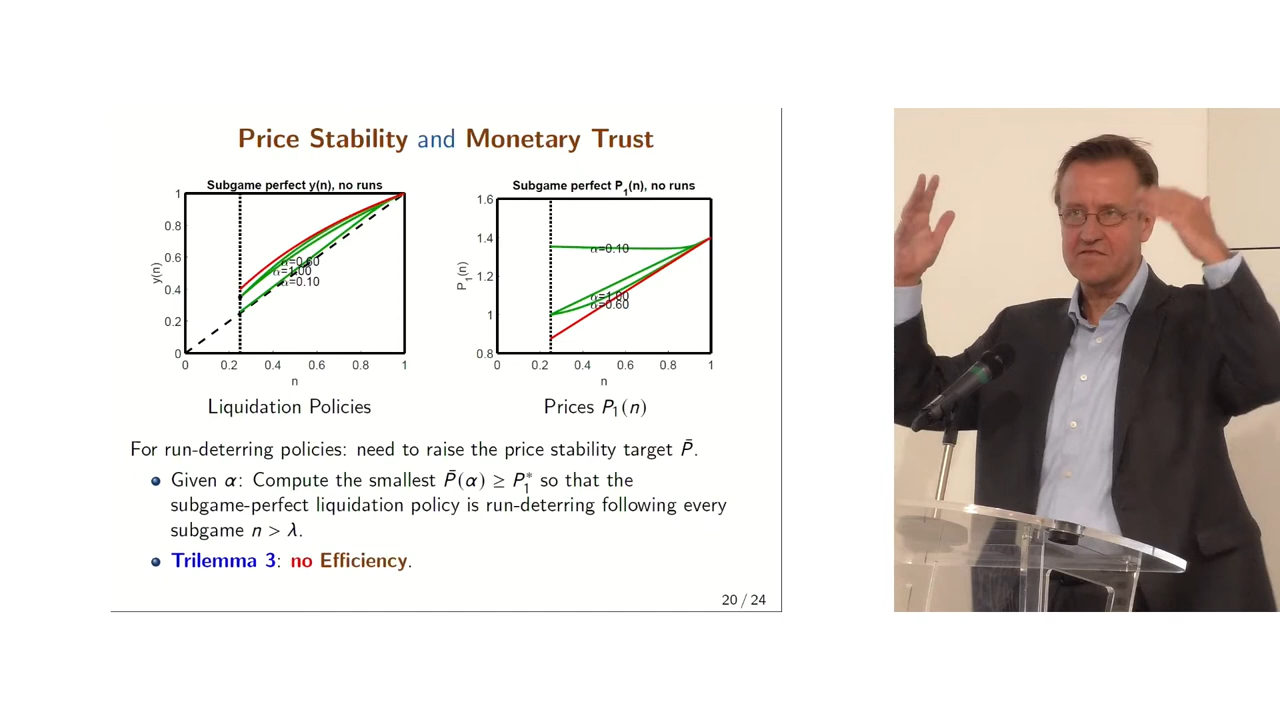 Price Stability and Monetary Trust
Subgame perfect y(n), no runs
1
0.8
0.6
0.4
0.2
0
y(n)
α=0.60
α=1.00
α=0.10
0 0.2 0.4 0.6 0.8 1
n
Liquidation Policies
Subgame perfect P₁(n), no runs
1.6
1.4
1.2
1
0.8
P₁(n)
α=0.10
α=1.00
α=0.60
0 0.2 0.4 0.6 0.8 1
n
Prices P₁(n)
For run-deterring policies: need to raise the price stability target P̄.
Given α: Compute the smallest P̄(α) ≥ P₁* so that the
subgame-perfect liquidation policy is run-deterring following every
subgame n > λ.
Trilemma 3: no Efficiency.
20 / 24